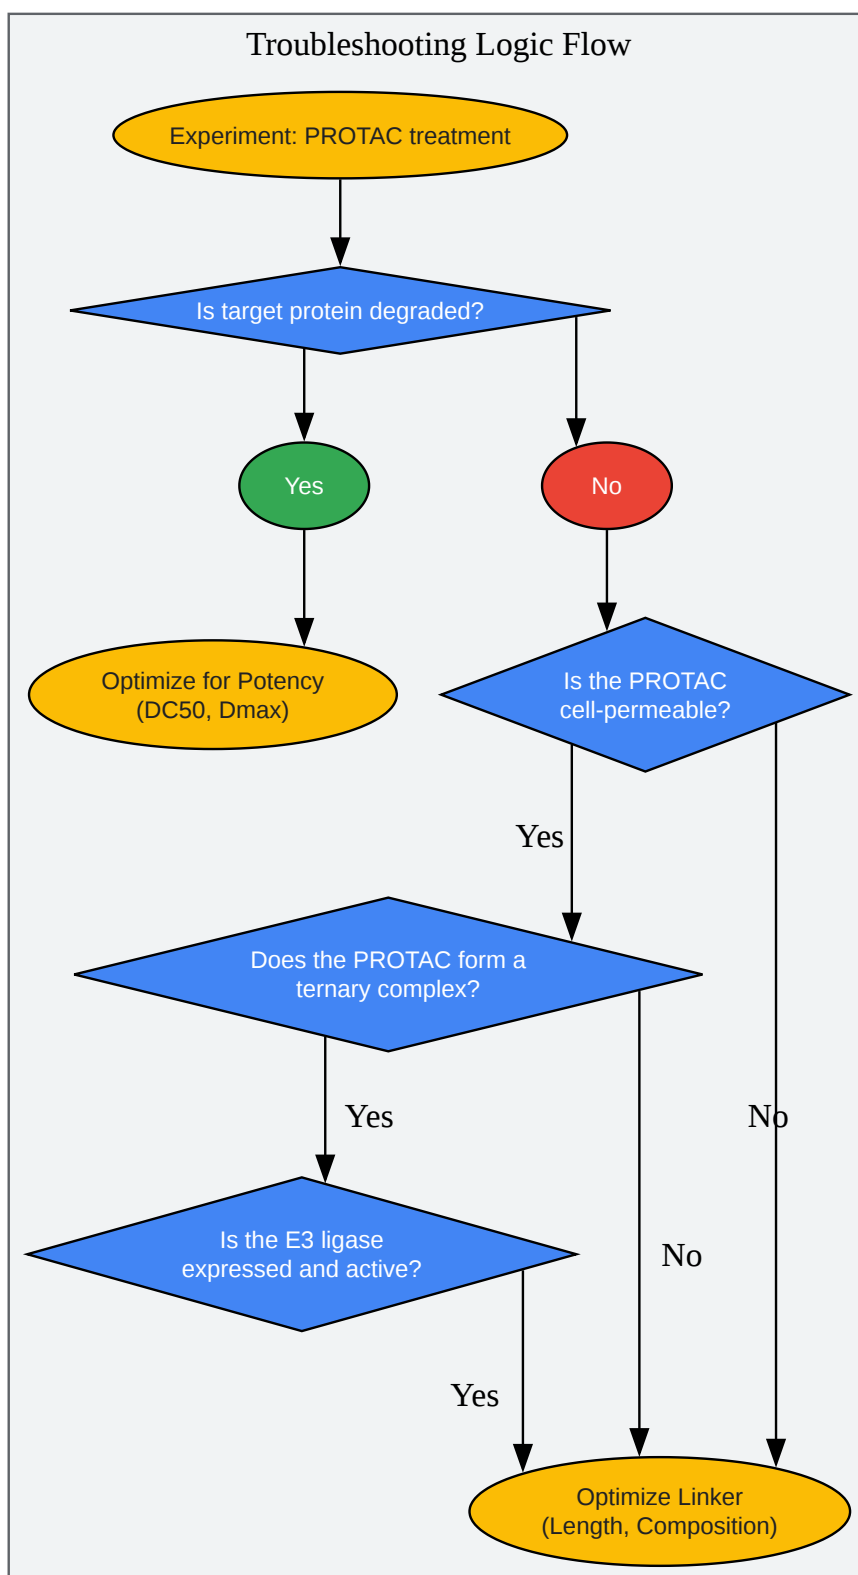 Troubleshooting Logic Flow
Experiment: PROTAC treatment
Is target protein degraded?
Yes
No
Optimize for Potency
(DC50, Dmax)
Is the PROTAC
cell-permeable?
Yes
Does the PROTAC form a
ternary complex?
Yes
No
Is the E3 ligase
expressed and active?
No
Yes
Optimize Linker
(Length, Composition)